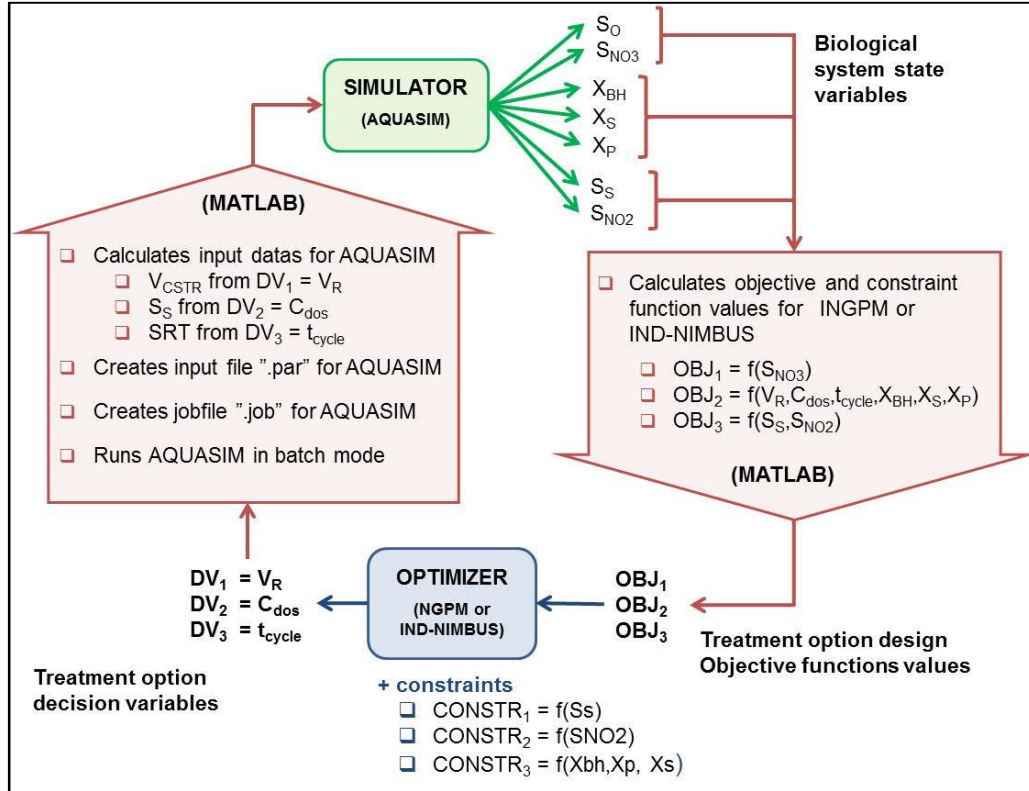 SIMULATOR
(AQUASIM)
S_O
S_NO3
X_BH
X_S
X_P
S_S
S_NO2
Biological
system state
variables
(MATLAB)
❑ Calculates input datas for AQUASIM
❑ V_CSTR from DV_1 = V_R
❑ S_S from DV_2 = C_dos
❑ SRT from DV_3 = t_cycle
❑ Creates input file ”.par” for AQUASIM
❑ Creates jobfile ”.job” for AQUASIM
❑ Runs AQUASIM in batch mode
❑ Calculates objective and constraint
function values for INGPM or
IND-NIMBUS
❑ OBJ_1 = f(S_NO3)
❑ OBJ_2 = f(V_R,C_dos,t_cycle,X_BH,X_S,X_P)
❑ OBJ_3 = f(S_S,S_NO2)
(MATLAB)
DV_1 = V_R
DV_2 = C_dos
DV_3 = t_cycle
Treatment option
decision variables
OPTIMIZER
(NGPM or
IND-NIMBUS)
OBJ_1
OBJ_2
OBJ_3
Treatment option design
Objective functions values
+ constraints
❑ CONSTR_1 = f(Ss)
❑ CONSTR_2 = f(SNO2)
❑ CONSTR_3 = f(Xbh,Xp, Xs)